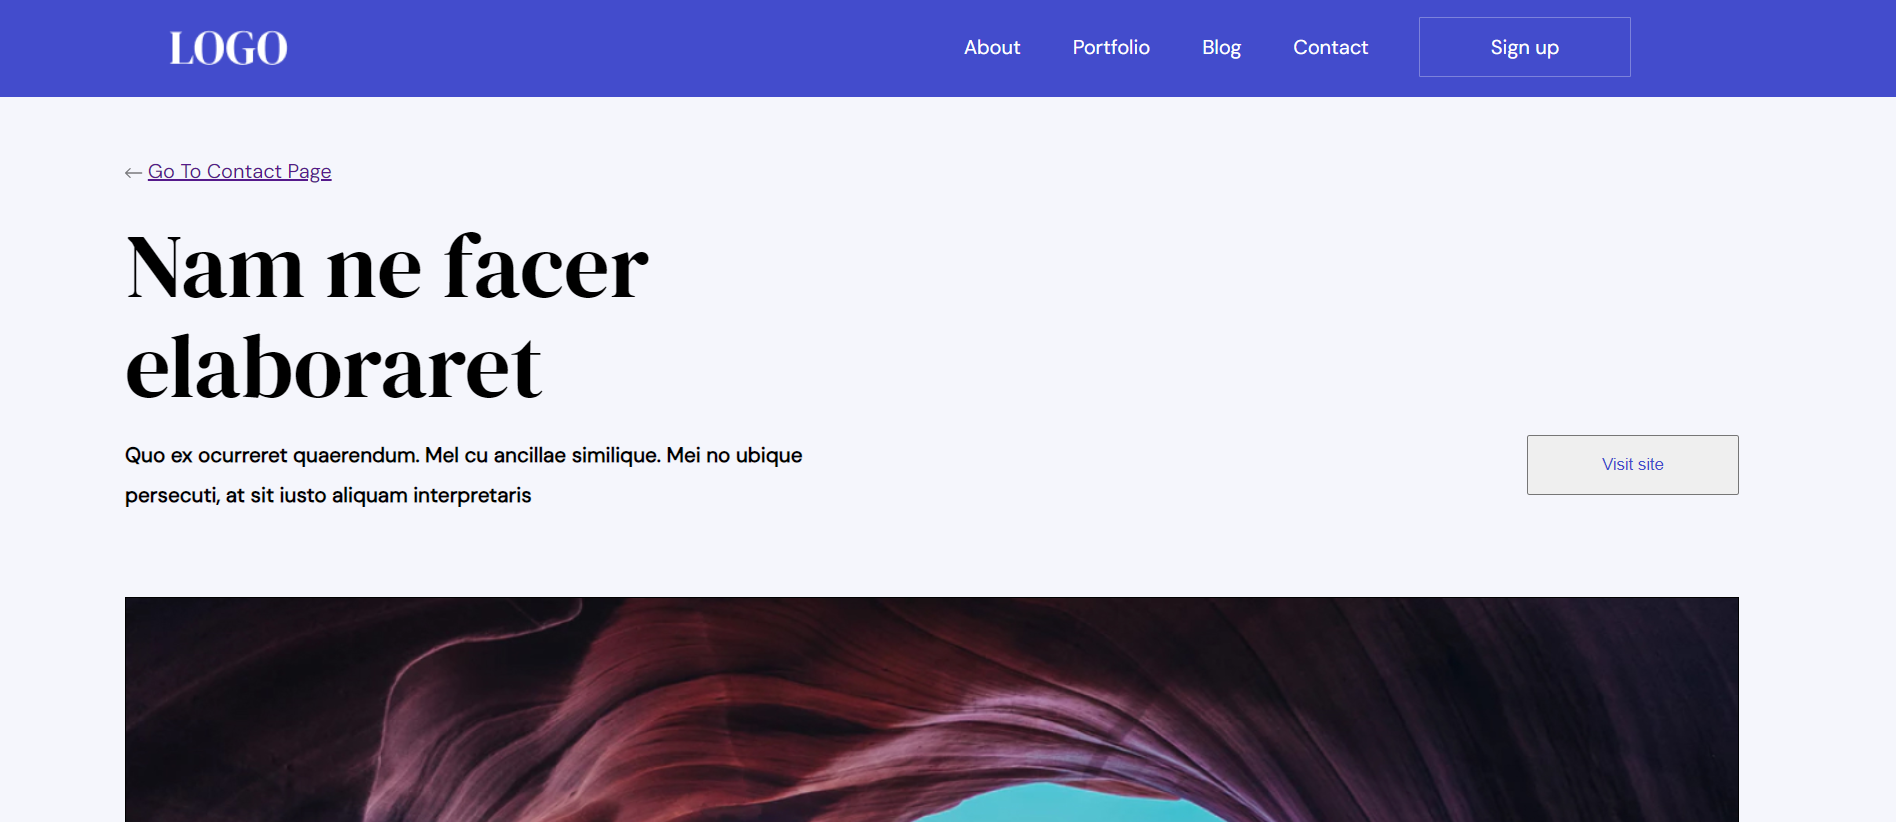 LOGO
About Portfolio Blog Contact Sign up
← Go To Contact Page
Nam ne facer
elaboraret
Quo ex ocurreret quaerendum. Mel cu ancillae similique. Mei no ubique
persecuti, at sit iusto aliquam interpretaris
Visit site